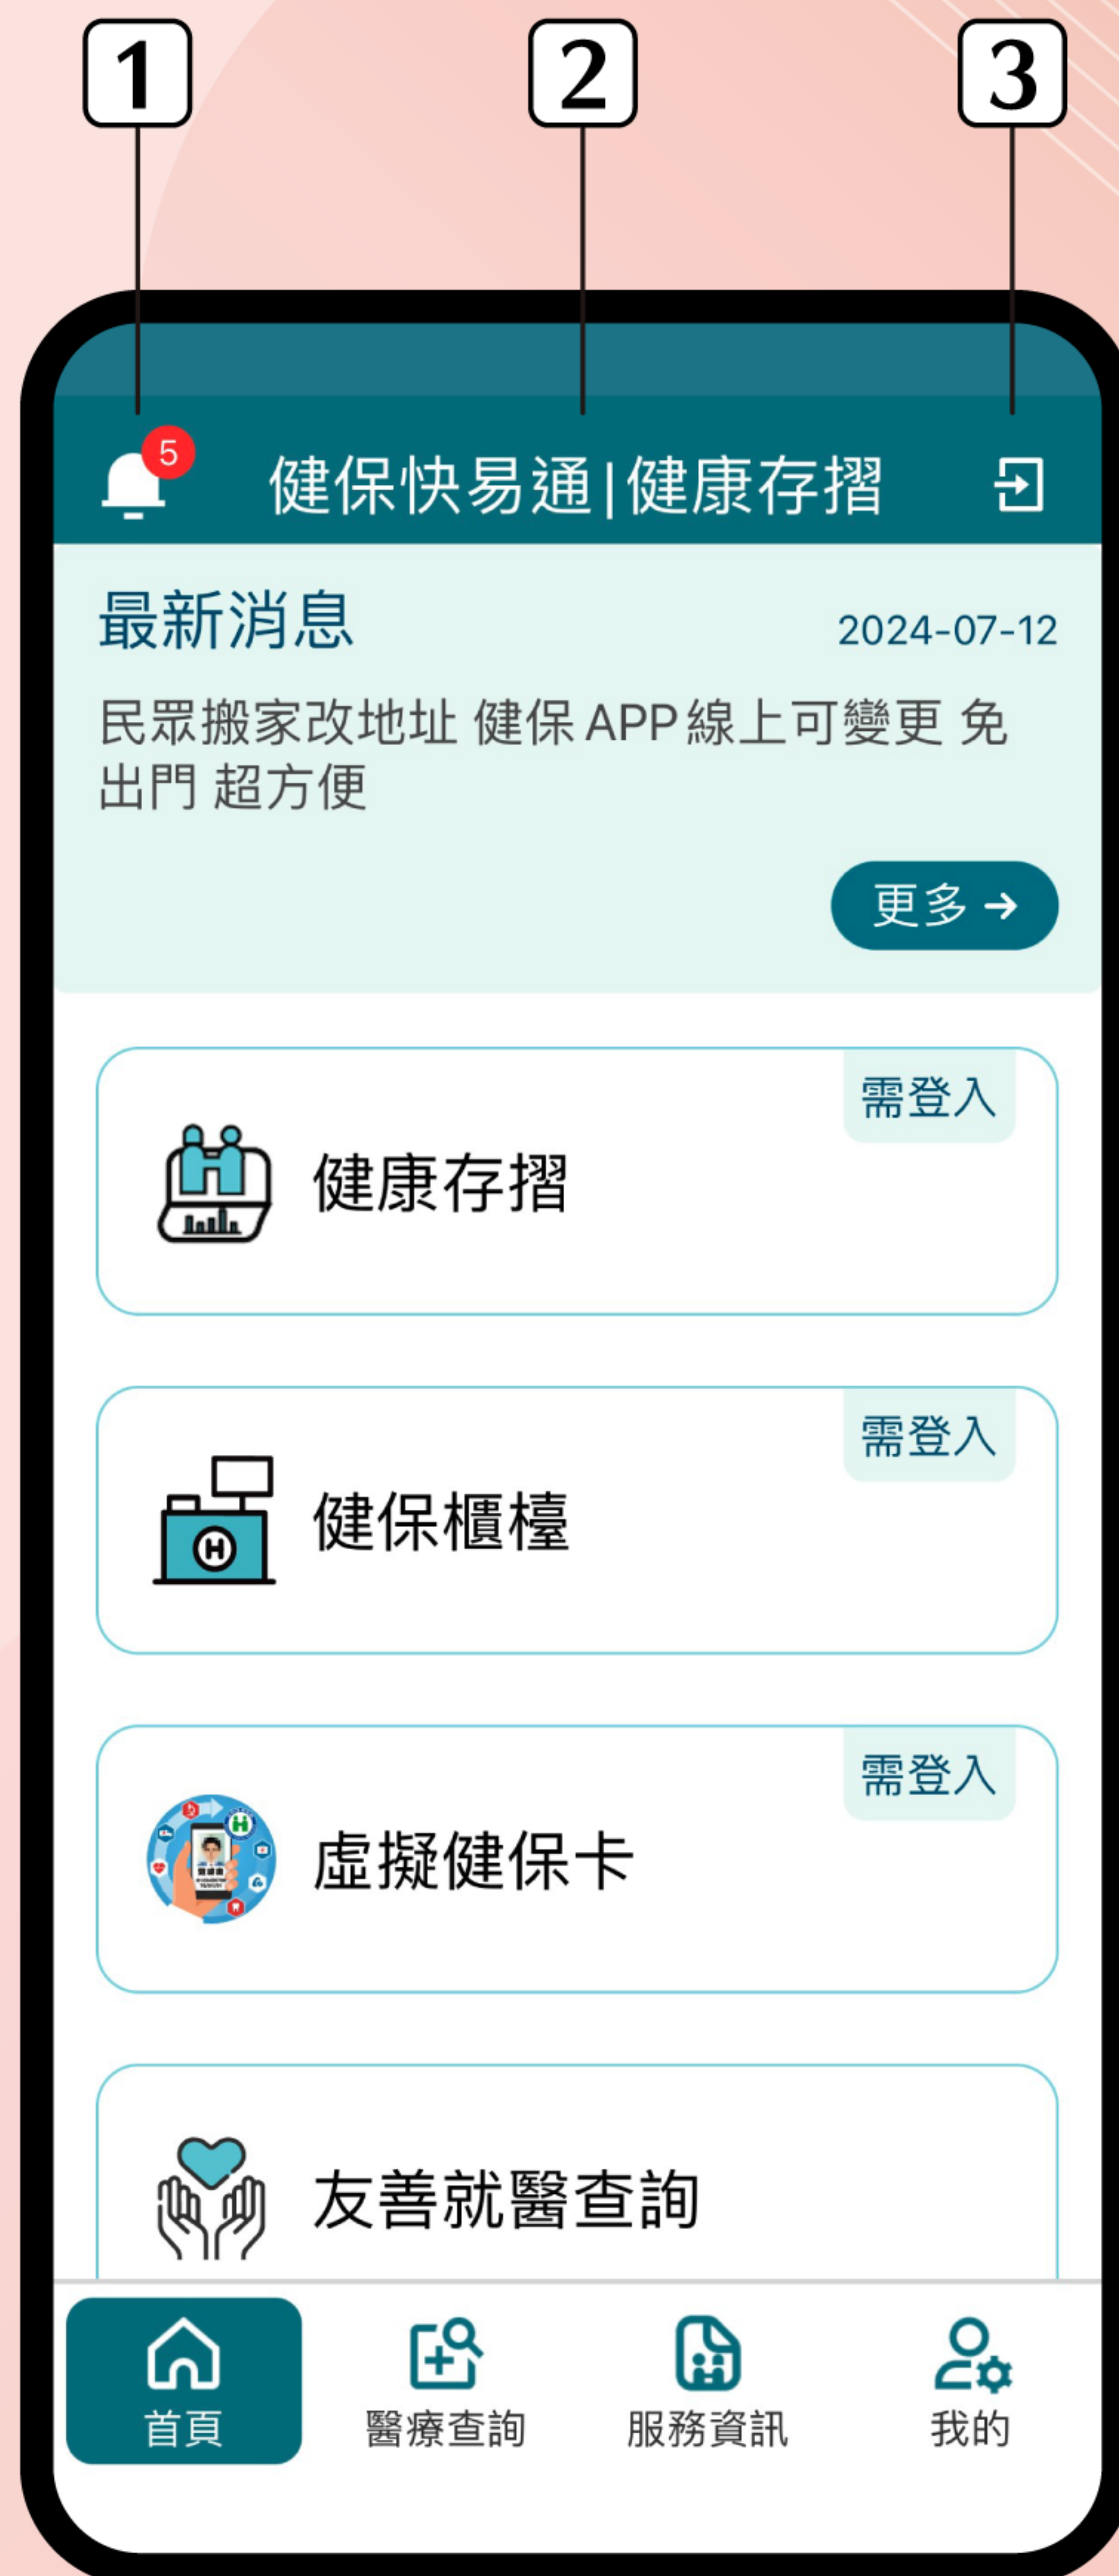 1
2
3
5
健保快易通|健康存摺
最新消息
2024-07-12
民眾搬家改地址 健保APP線上可變更 免
出門 超方便
更多→
需登入
健康存摺
需登入
健保櫃檯
需登入
虛擬健保卡
友善就醫查詢
首頁
醫療查詢
服務資訊
我的